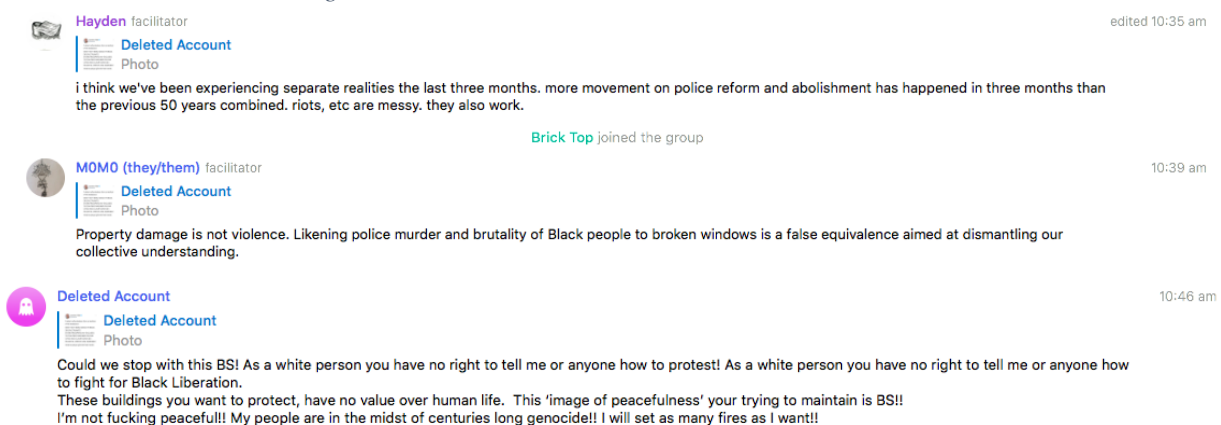 Hayden facilitator
edited 10:35 am
Deleted Account
Photo
i think we've been experiencing separate realities the last three months. more movement on police reform and abolishment has happened in three months than
the previous 50 years combined. riots, etc are messy. they also work.
Brick Top joined the group
M0M0 (they/them) facilitator
10:39 am
Deleted Account
Photo
Property damage is not violence. Likening police murder and brutality of Black people to broken windows is a false equivalence aimed at dismantling our
collective understanding.
Deleted Account
10:46 am
Deleted Account
Photo
Could we stop with this BS! As a white person you have no right to tell me or anyone how to protest! As a white person you have no right to tell me or anyone how
to fight for Black Liberation.
These buildings you want to protect, have no value over human life.  This ‘image of peacefulness’ your trying to maintain is BS!!
I’m not fucking peaceful!! My people are in the midst of centuries long genocide!! I will set as many fires as I want!!